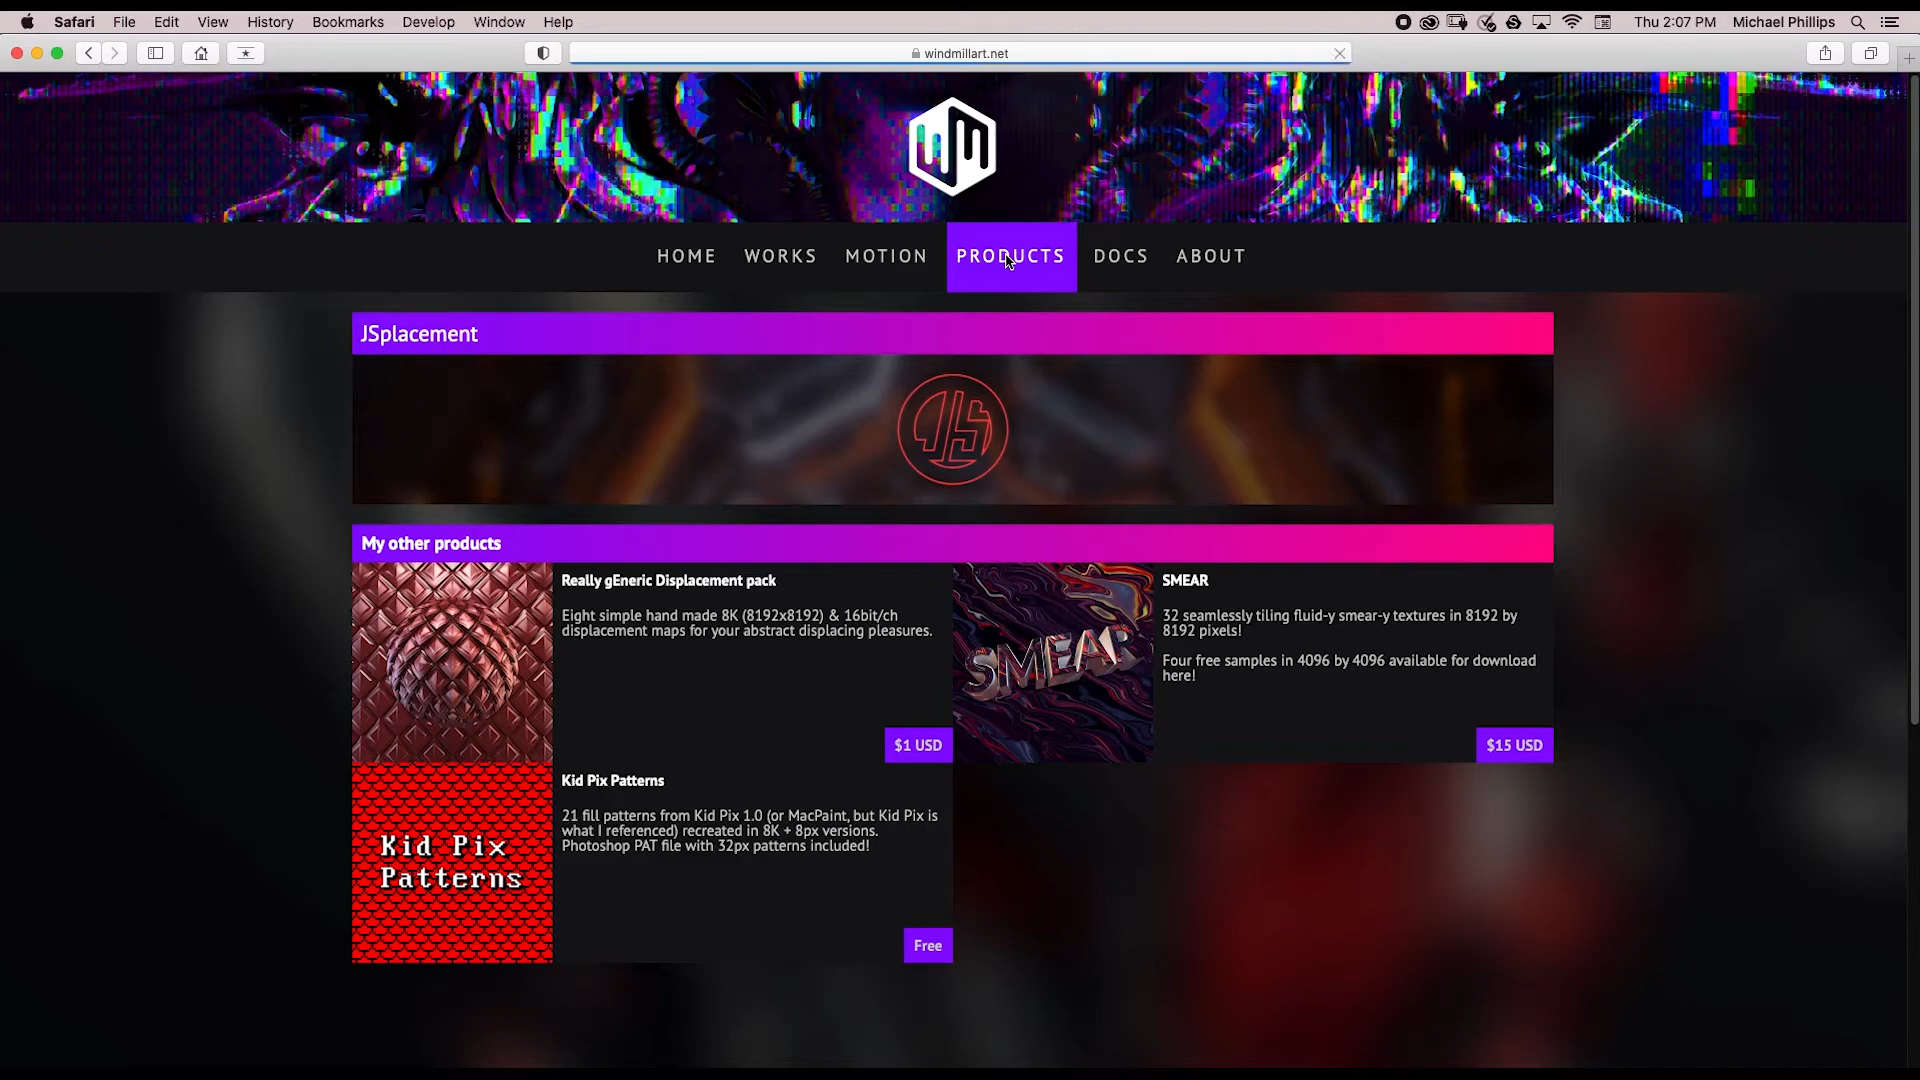 Safari File Edit View History Bookmarks Develop Window Help Thu 2:07 PM Michael Phillips
windmillart.net
HOME WORKS MOTION PRODUCTS DOCS ABOUT
JSplacement
My other products
Really gEneric Displacement pack
Eight simple hand made 8K (8192x8192) & 16bit/ch
displacement maps for your abstract displacing pleasures.
$1 USD
SMEAR
SMEAR
32 seamlessly tiling fluid-y smear-y textures in 8192 by
8192 pixels!
Four free samples in 4096 by 4096 available for download
here!
$15 USD
Kid Pix
Patterns
Kid Pix Patterns
21 fill patterns from Kid Pix 1.0 (or MacPaint, but Kid Pix is
what I referenced) recreated in 8K + 8px versions.
Photoshop PAT file with 32px patterns included!
Free